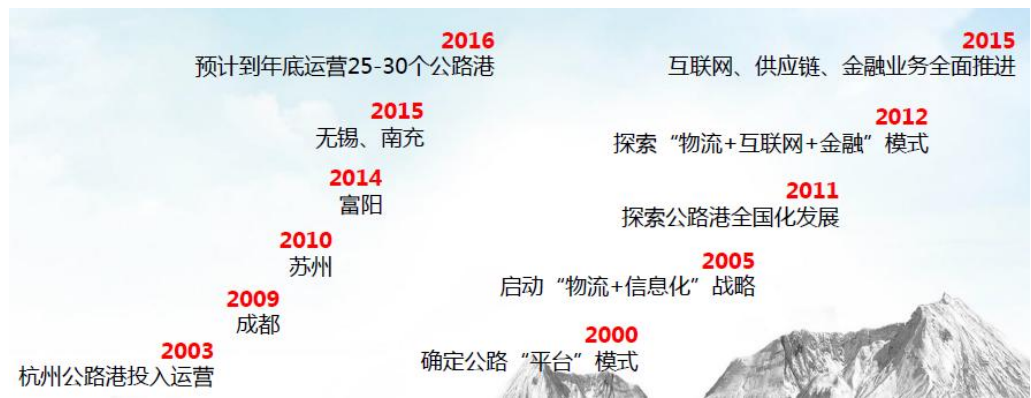 2016
预计到年底运营25-30个公路港
2015
无锡、南充
2014
富阳
2010
苏州
2009
成都
2003
杭州公路港投入运营
2015
互联网、供应链、金融业务全面推进
2012
探索“物流+互联网+金融”模式
2011
探索公路港全国化发展
2005
启动“物流+信息化”战略
2000
确定公路“平台”模式